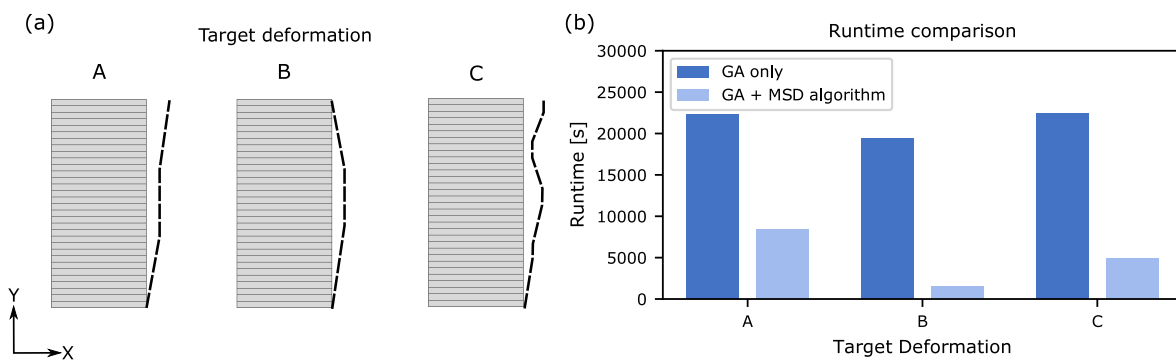 (a)
Target deformation
A
B
C
Y
X
(b)
Runtime comparison
30000
25000
20000
15000
10000
5000
0
Runtime [s]
GA only
GA + MSD algorithm
A
B
C
Target Deformation